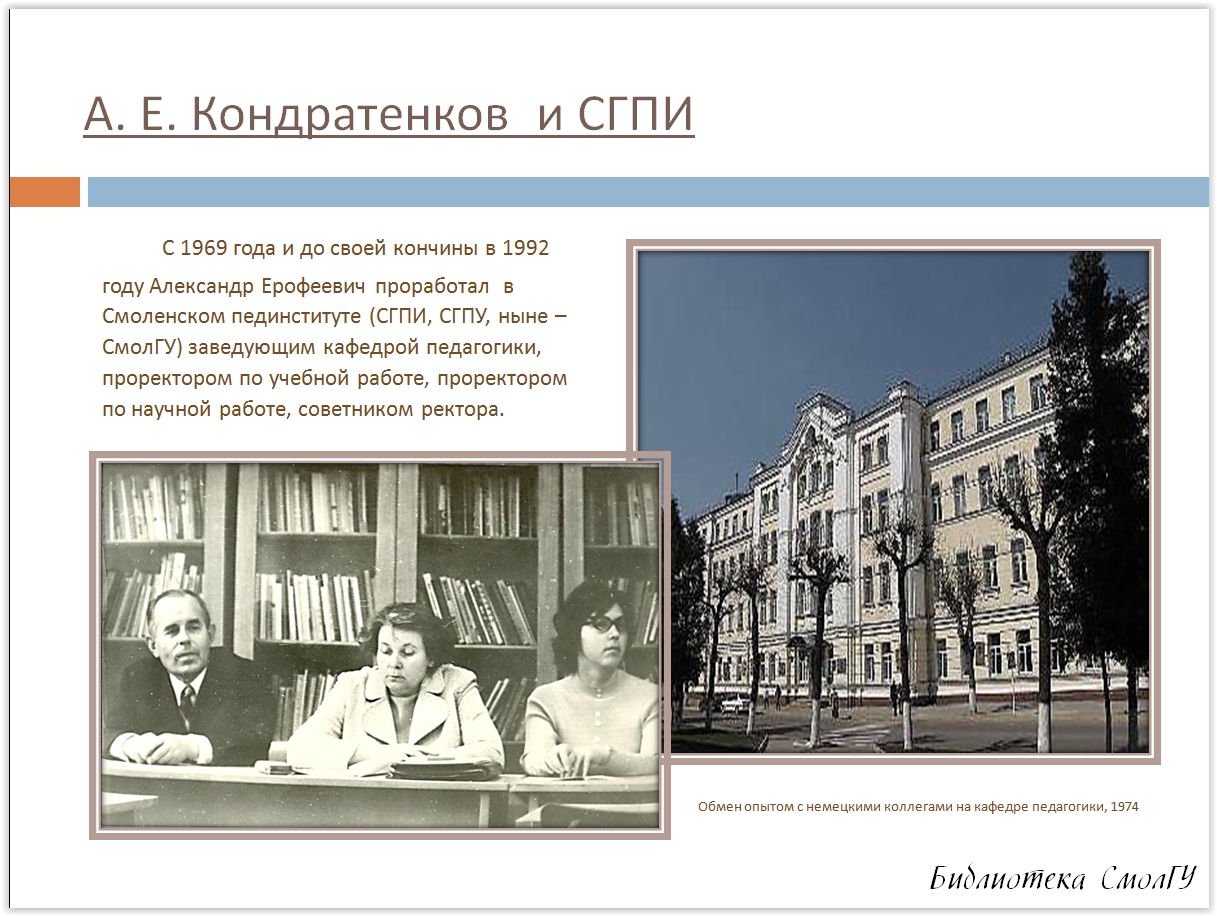 А. Е. Кондратенков и СГПИ
С 1969 года и до своей кончины в 1992
году Александр Ерофеевич проработал в
Смоленском пединституте (СГПИ, СГПУ, ныне –
СмолГУ) заведующим кафедрой педагогики,
проректором по учебной работе, проректором
по научной работе, советником ректора.
Обмен опытом с немецкими коллегами на кафедре педагогики, 1974
Библиотека СмолГУ